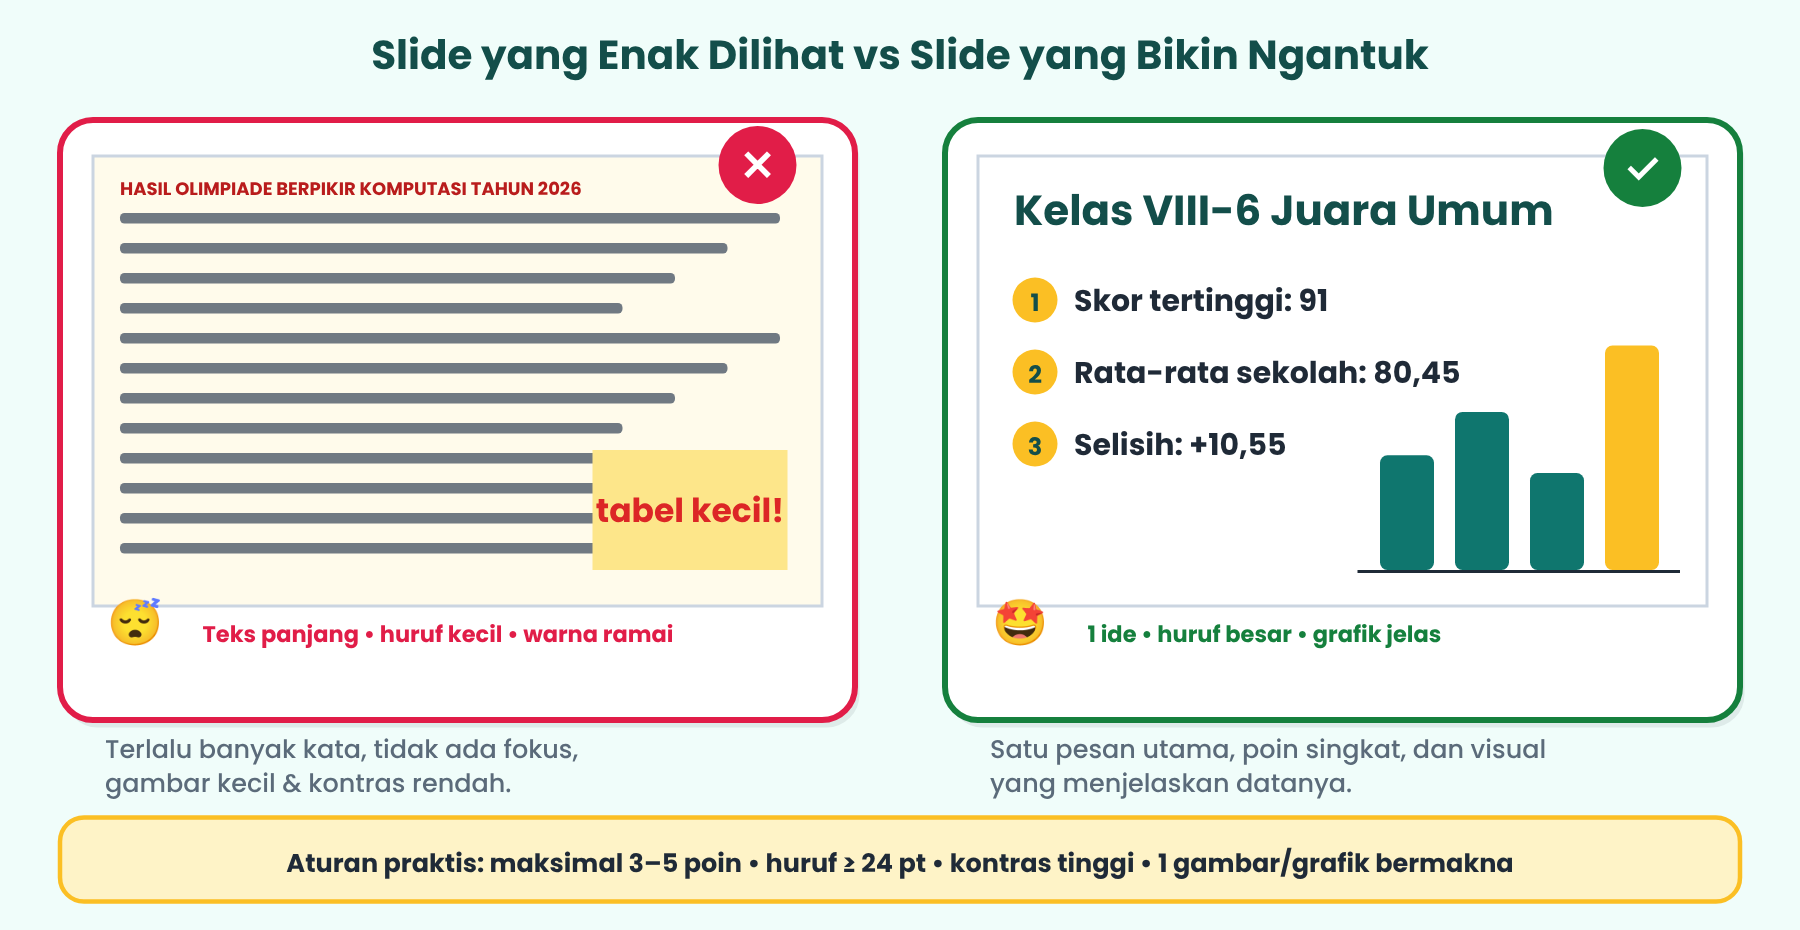 Slide yang Enak Dilihat vs Slide yang Bikin Ngantuk
HASIL OLIMPIADE BERPIKIR KOMPUTASI TAHUN 2026
tabel kecil!
Teks panjang • huruf kecil • warna ramai
Terlalu banyak kata, tidak ada fokus,
gambar kecil & kontras rendah.
Kelas VIII-6 Juara Umum
1 Skor tertinggi: 91
2 Rata-rata sekolah: 80,45
3 Selisih: +10,55
1 ide • huruf besar • grafik jelas
Satu pesan utama, poin singkat, dan visual
yang menjelaskan datanya.
Aturan praktis: maksimal 3–5 poin • huruf ≥ 24 pt • kontras tinggi • 1 gambar/grafik bermakna